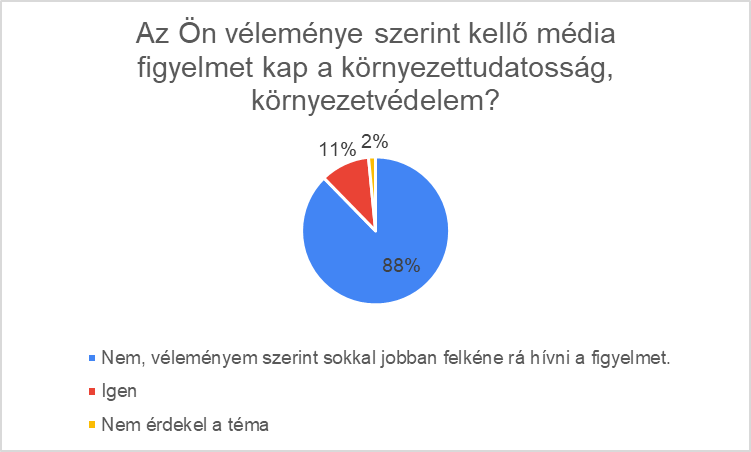 Az Ön véleménye szerint kellő média
figyelmet kap a környezettudatosság,
környezetvédelem?
2%
11%
88%
Nem, véleményem szerint sokkal jobban felkéne rá hívni a figyelmet.
Igen
Nem érdekel a téma